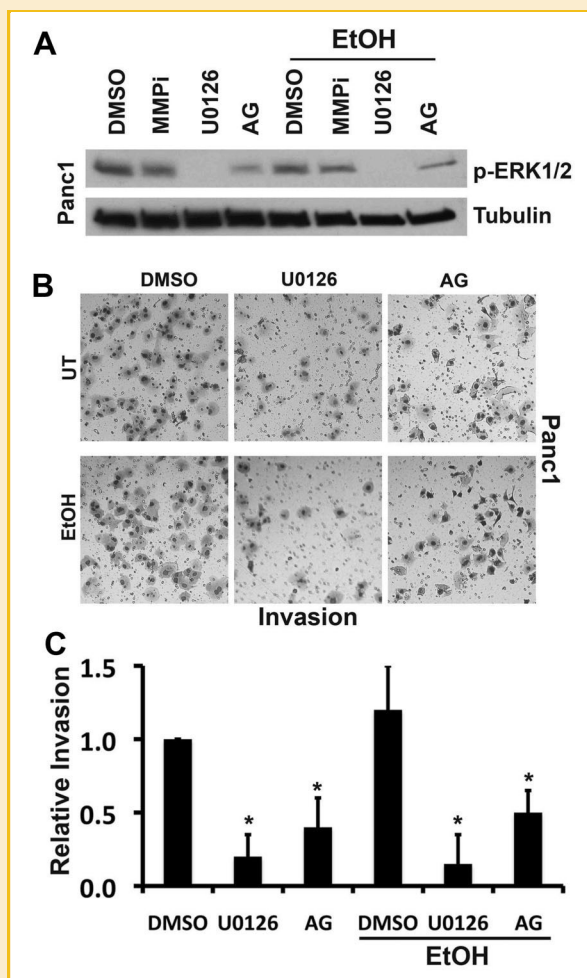 A
EtOH
DMSO MMPi U0126 AG DMSO MMPi U0126 AG
Panc1
p-ERK1/2
Tubulin
B
DMSO U0126 AG
UT
EtOH
Panc1
Invasion
C
Relative Invasion
1.5
1.0
0.5
0.0
* * * *
DMSO U0126 AG DMSO U0126 AG
EtOH